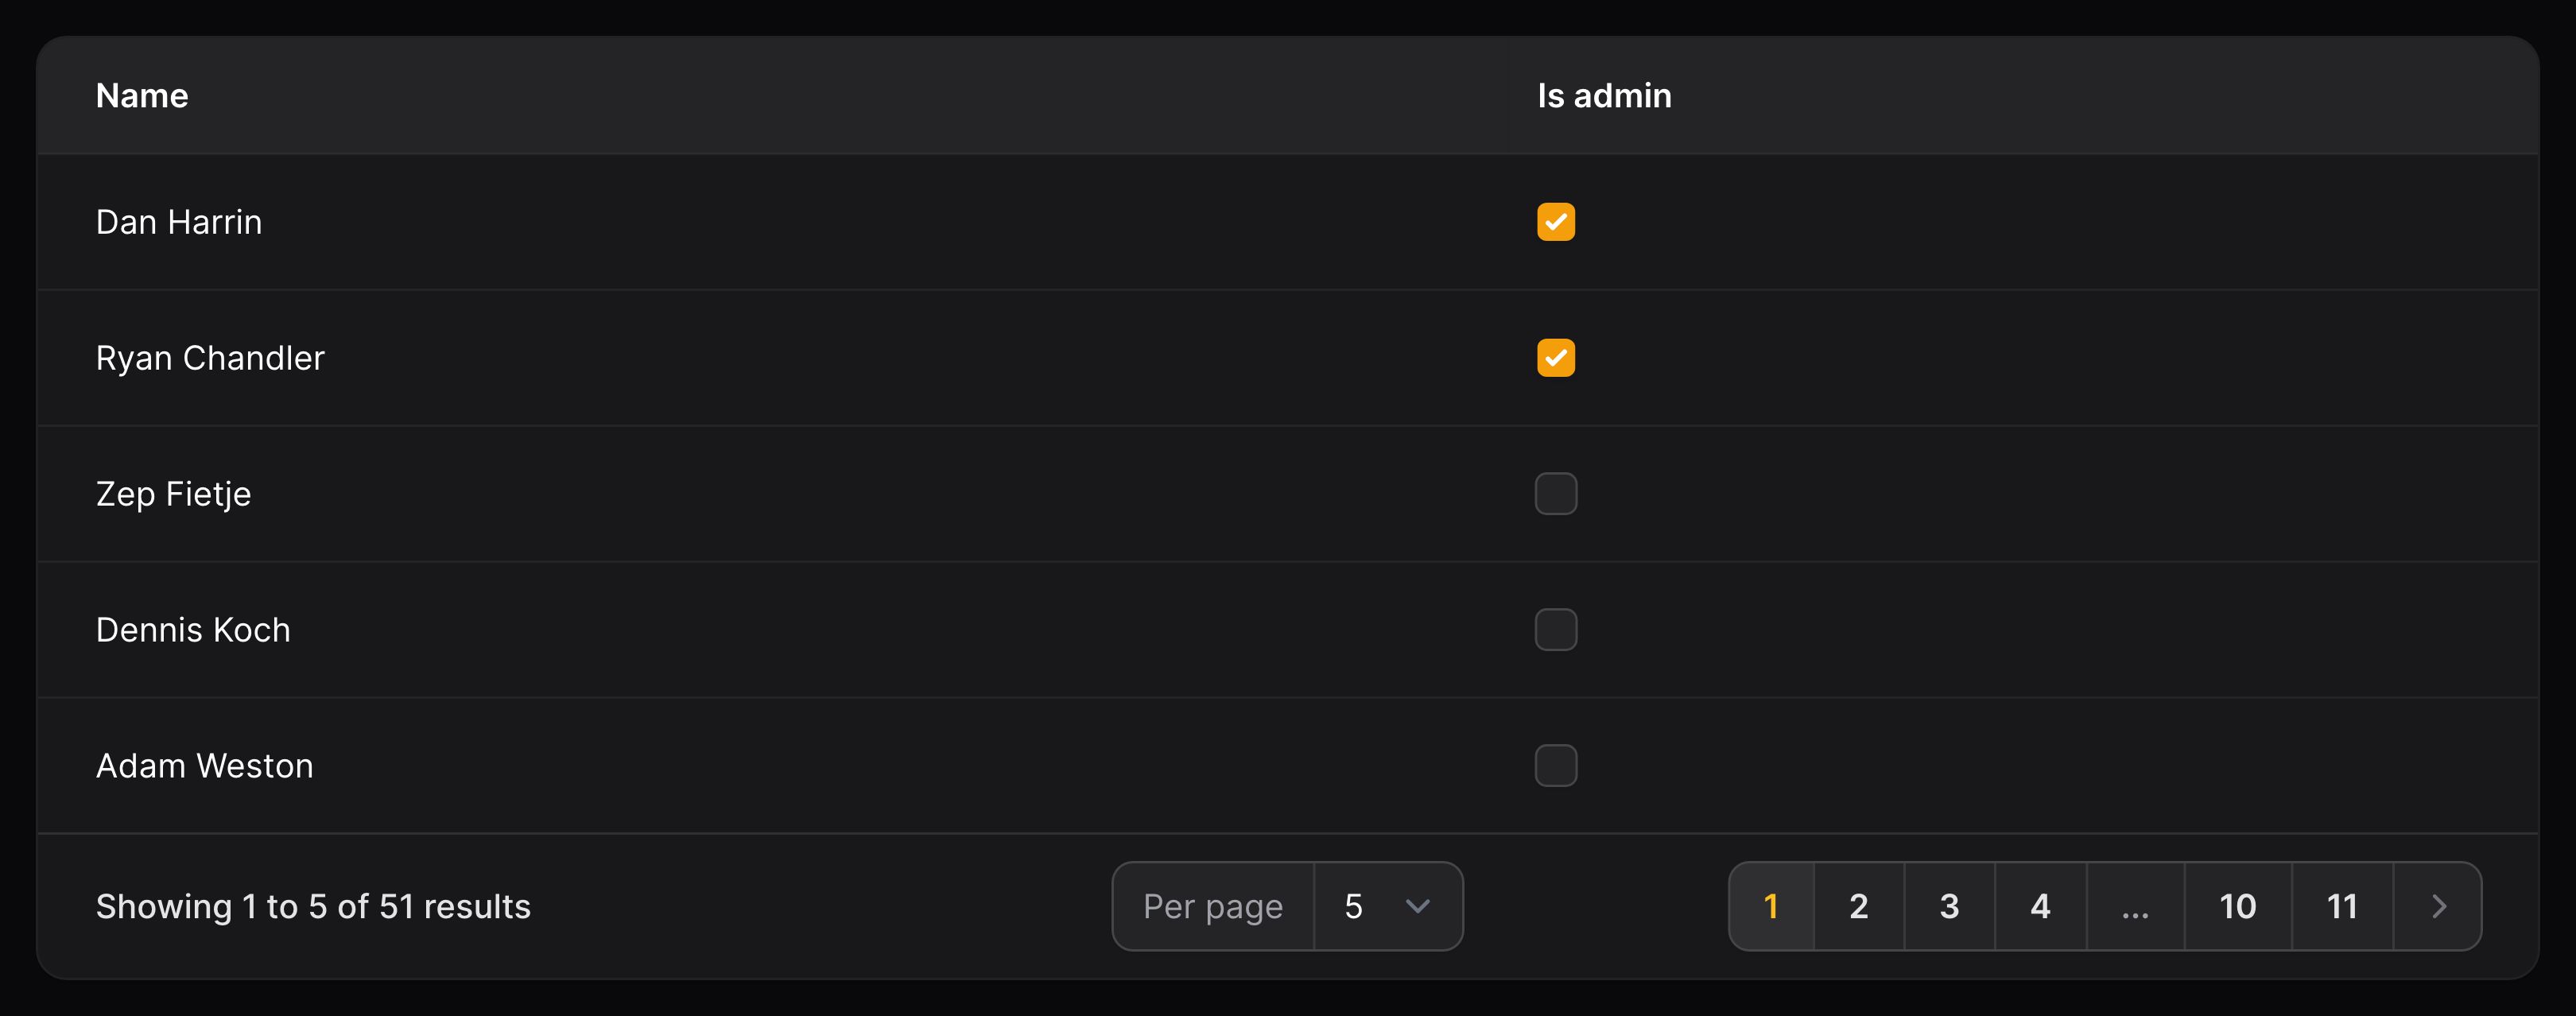 Name Is admin
Dan Harrin
Ryan Chandler
Zep Fietje
Dennis Koch
Adam Weston
Showing 1 to 5 of 51 results Per page 5 1 2 3 4 ... 10 11